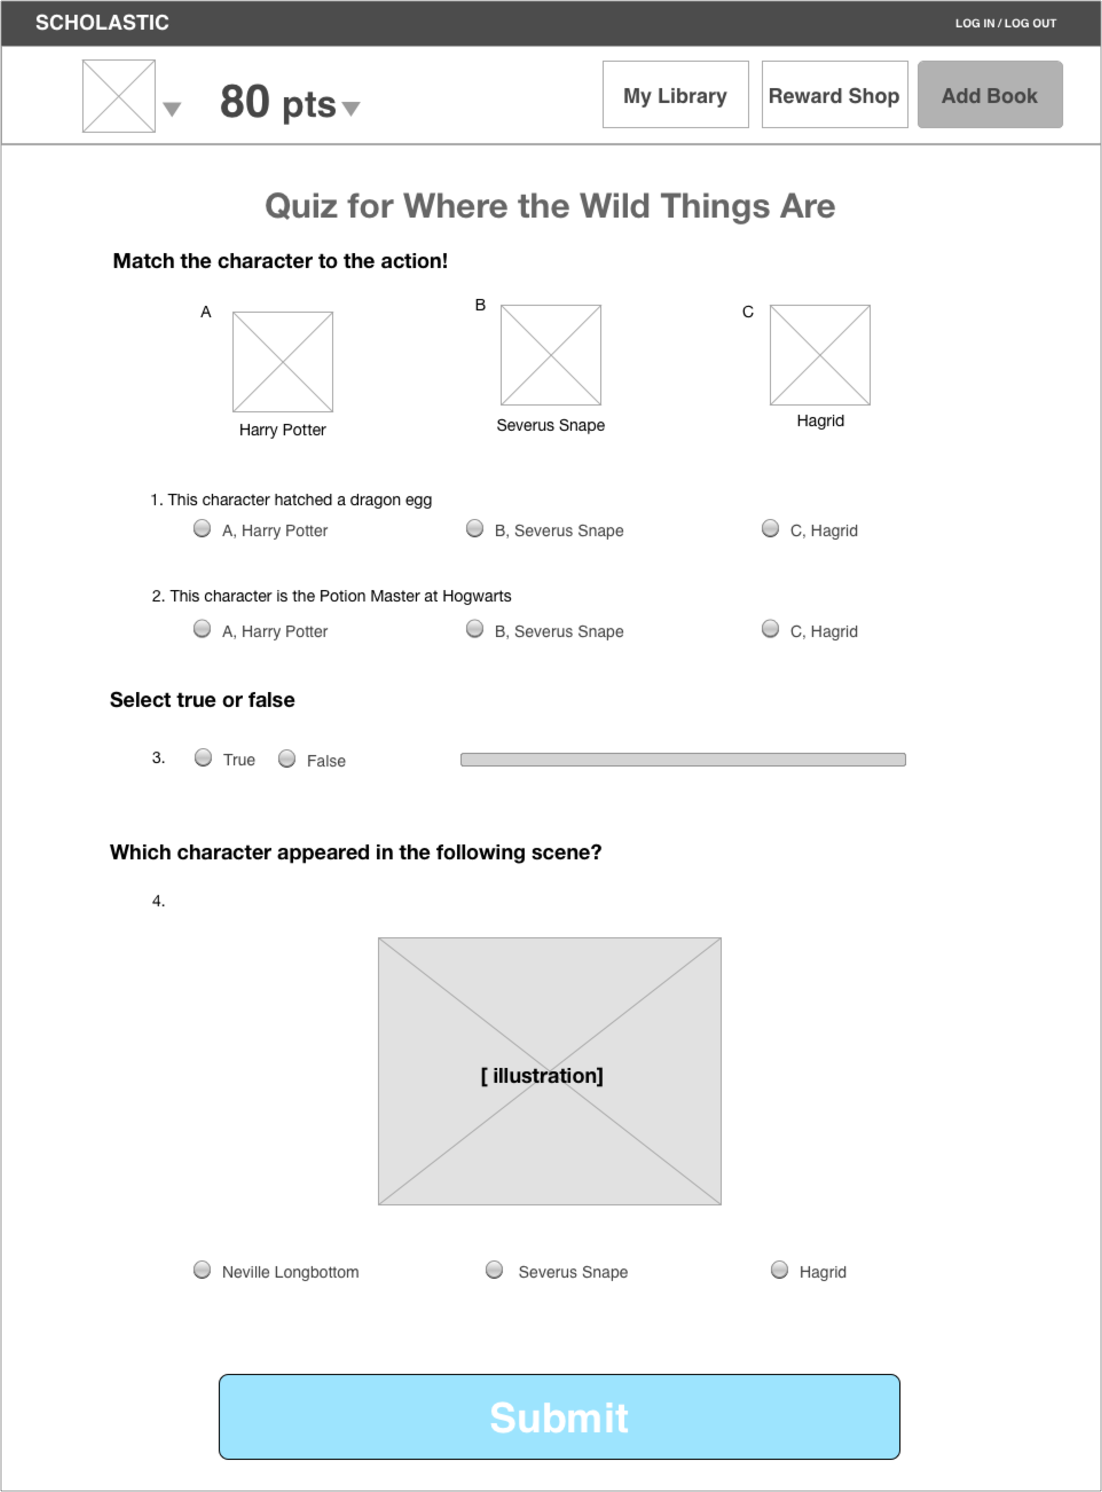 SCHOLASTIC
LOG IN / LOG OUT
80 pts
My Library
Reward Shop
Add Book
Quiz for Where the Wild Things Are
Match the character to the action!
A
B
C
Harry Potter
Severus Snape
Hagrid
1. This character hatched a dragon egg
A, Harry Potter
B, Severus Snape
C, Hagrid
2. This character is the Potion Master at Hogwarts
A, Harry Potter
B, Severus Snape
C, Hagrid
Select true or false
3.
True
False
Which character appeared in the following scene?
4.
[ illustration]
Neville Longbottom
Severus Snape
Hagrid
Submit